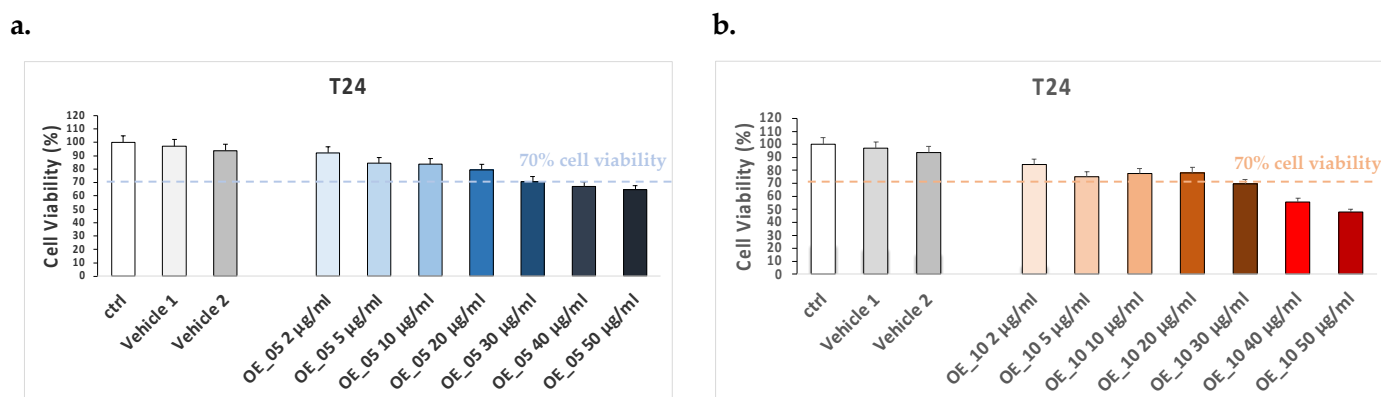 a.
T24
Cell Viability (%)
120
110
100
90
80
70
60
50
40
30
20
10
0
70% cell viability
ctrl
Vehicle 1
Vehicle 2
OE_05 2 µg/ml
OE_05 5 µg/ml
OE_05 10 µg/ml
OE_05 20 µg/ml
OE_05 30 µg/ml
OE_05 40 µg/ml
OE_05 50 µg/ml
b.
T24
Cell Viability (%)
120
110
100
90
80
70
60
50
40
30
20
10
0
70% cell viability
ctrl
Vehicle 1
Vehicle 2
OE_10 2 µg/ml
OE_10 5 µg/ml
OE_10 10 µg/ml
OE_10 20 µg/ml
OE_10 30 µg/ml
OE_10 40 µg/ml
OE_10 50 µg/ml